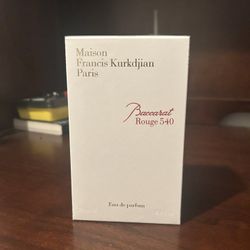 Maison
Francis Kurkdjian
Paris
Baccarat
Rouge 540
Eau de parfum